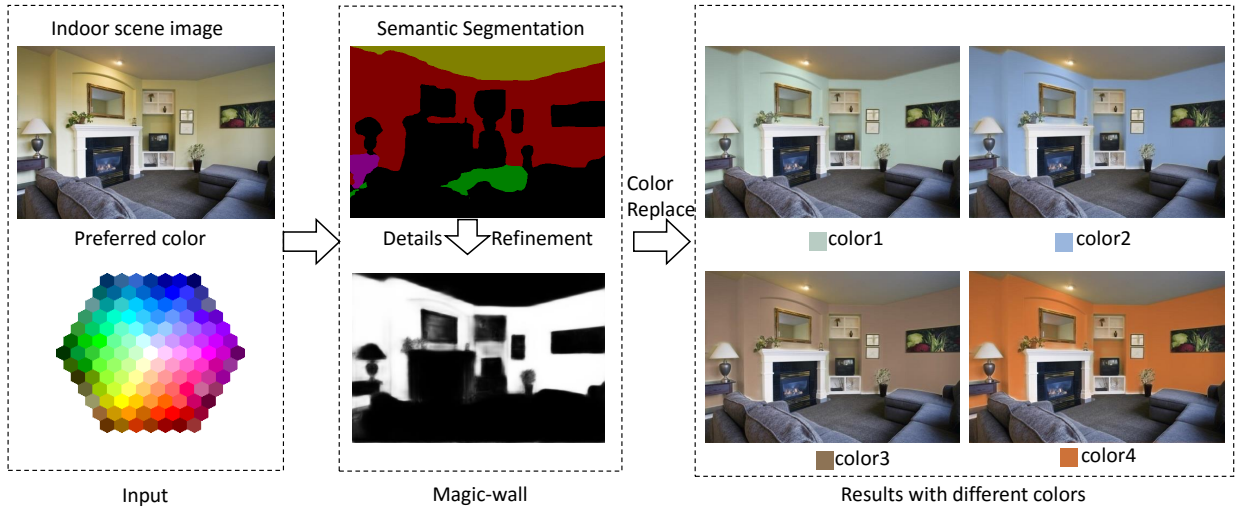 Indoor scene image
Preferred color
Input
Semantic Segmentation
Details Refinement
Magic-wall
Color
Replace
color1
color2
color3
color4
Results with different colors